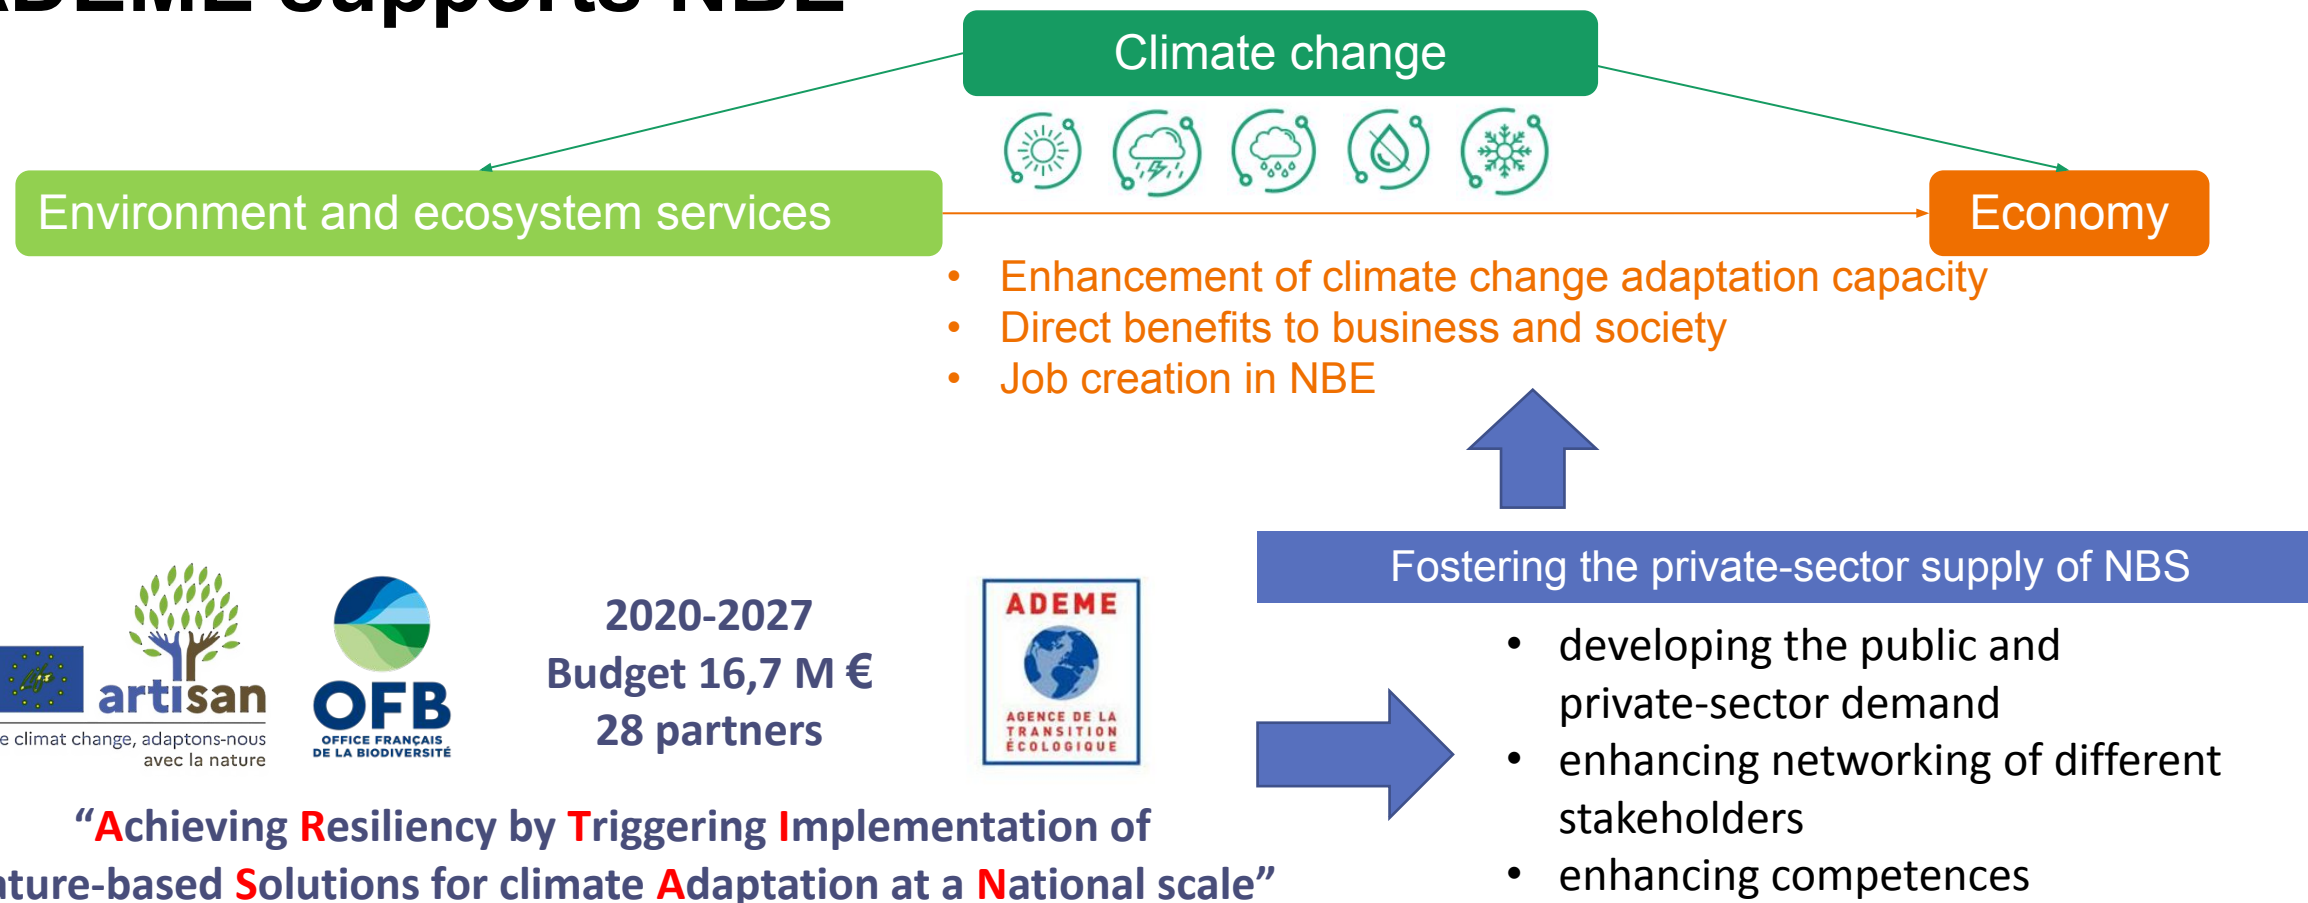 ADEME supports NBE
Climate change
Environment and ecosystem services
Economy
• Enhancement of climate change adaptation capacity
• Direct benefits to business and society
• Job creation in NBE
Fostering the private-sector supply of NBS
• developing the public and
private-sector demand
• enhancing networking of different
stakeholders
• enhancing competences
life
artisan
climat change, adaptons-nous
avec la nature
OFB
OFFICE FRANÇAIS
DE LA BIODIVERSITÉ
2020-2027
Budget 16,7 M €
28 partners
ADEME
AGENCE DE LA
TRANSITION
ÉCOLOGIQUE
“Achieving Resiliency by Triggering Implementation of
ature-based Solutions for climate Adaptation at a National scale”